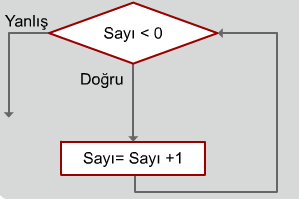 Yanlış
Sayı < 0
Doğru
Sayı= Sayı +1